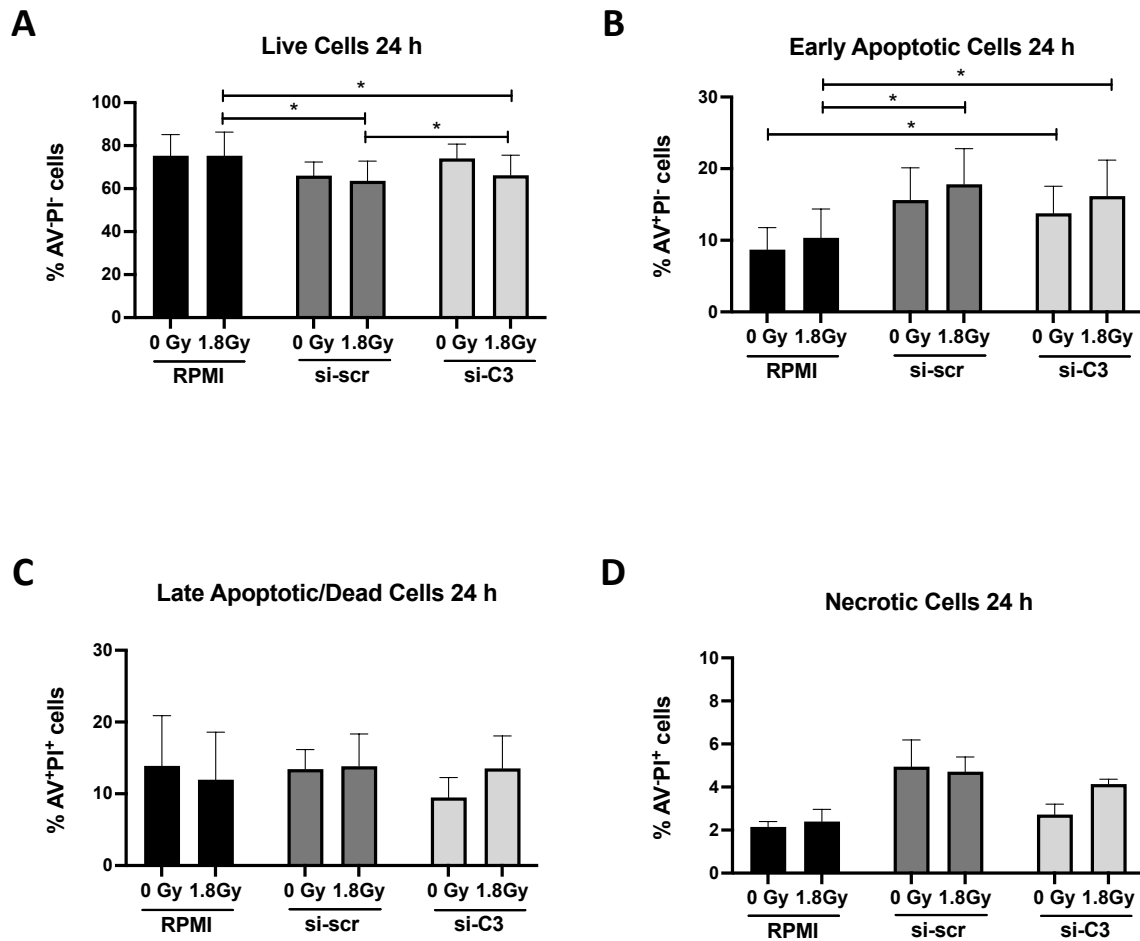 A
Live Cells 24 h
% AV⁻PI⁻ cells
100
80
60
40
20
0
* * *
0 Gy 1.8Gy 0 Gy 1.8Gy 0 Gy 1.8Gy
RPMI si-scr si-C3
B
Early Apoptotic Cells 24 h
% AV⁺PI⁻ cells
30
20
10
0
* * *
0 Gy 1.8Gy 0 Gy 1.8Gy 0 Gy 1.8Gy
RPMI si-scr si-C3
C
Late Apoptotic/Dead Cells 24 h
% AV⁺PI⁺ cells
30
20
10
0
0 Gy 1.8Gy 0 Gy 1.8Gy 0 Gy 1.8Gy
RPMI si-scr si-C3
D
Necrotic Cells 24 h
% AV⁻PI⁺ cells
10
8
6
4
2
0
0 Gy 1.8Gy 0 Gy 1.8Gy 0 Gy 1.8Gy
RPMI si-scr si-C3